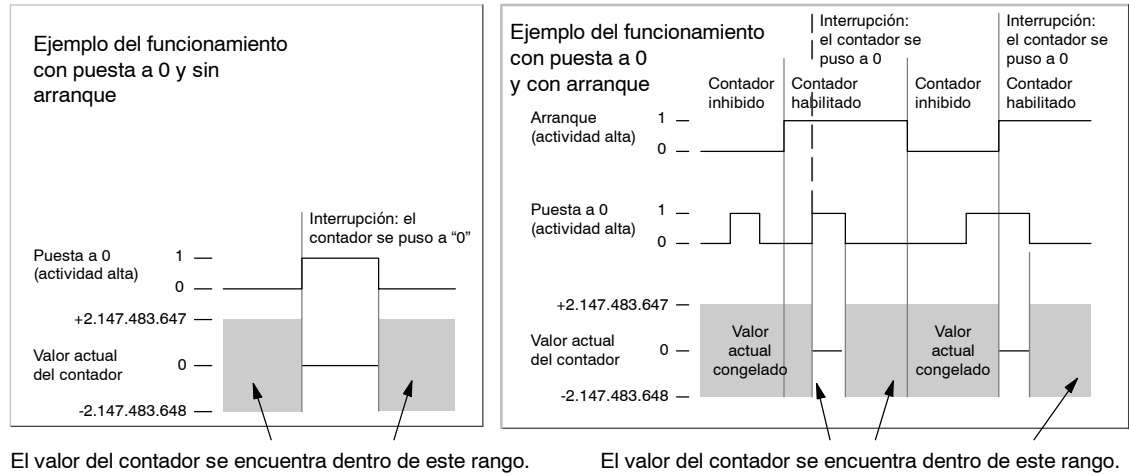 Ejemplo del funcionamiento
con puesta a 0 y sin
arranque
Interrupción: el
contador se puso a “0”
Puesta a 0
(actividad alta)
1
0
+2.147.483.647
Valor actual
del contador
0
-2.147.483.648
El valor del contador se encuentra dentro de este rango.
Ejemplo del funcionamiento
con puesta a 0
y con arranque
Interrupción:
el contador se
puso a 0
Interrupción:
el contador se
puso a 0
Contador
inhibido
Contador
habilitado
Contador
inhibido
Contador
habilitado
Arranque
(actividad alta)
1
0
Puesta a 0
(actividad alta)
1
0
+2.147.483.647
Valor actual
del contador
0
-2.147.483.648
Valor
actual
congelado
Valor
actual
congelado
El valor del contador se encuentra dentro de este rango.